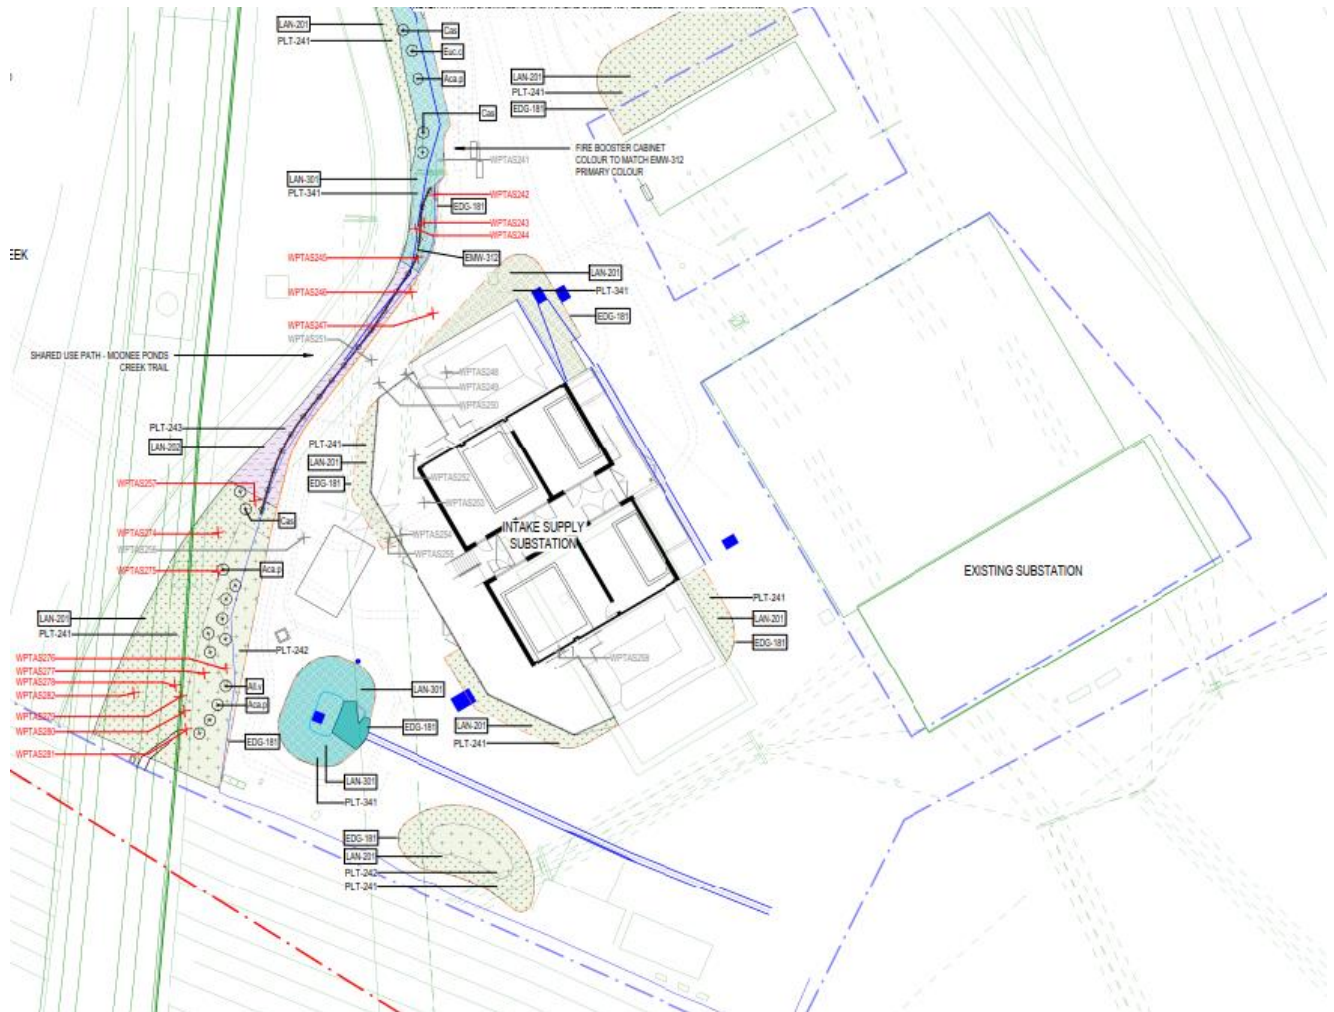 LAN-201
PLT-241
Cas
Euc.c
Aca.p
Cas
LAN-201
PLT-241
EDG-181
FIRE BOOSTER CABINET
COLOUR TO MATCH EMW-312
PRIMARY COLOUR
WPTAS241
LAN-301
PLT-341
WPTAS242
EDG-181
WPTAS243
WPTAS244
EEK
WPTAS245
EMW-312
LAN-201
PLT-341
WPTAS246
EDG-181
WPTAS247
WPTAS251
SHARED USE PATH - MOONEE PONDS
CREEK TRAIL
WPTAS248
WPTAS249
WPTAS250
PLT-243
LAN-202
PLT-241
LAN-201
EDG-181
WPTAS252
WPTAS257
WPTAS253
Cas
WPTAS274
WPTAS254
WPTAS255
INTAKE SUPPLY
SUBSTATION
WPTAS275
Aca.p
EXISTING SUBSTATION
LAN-201
PLT-241
PLT-241
LAN-201
EDG-181
PLT-242
WPTAS276
WPTAS277
WPTAS278
WPTAS282
WPTAS259
All.v
LAN-301
Aca.p
WPTAS280
EDG-181
EDG-181
LAN-201
PLT-241
WPTAS281
LAN-301
PLT-341
EDG-181
LAN-201
PLT-242
PLT-241